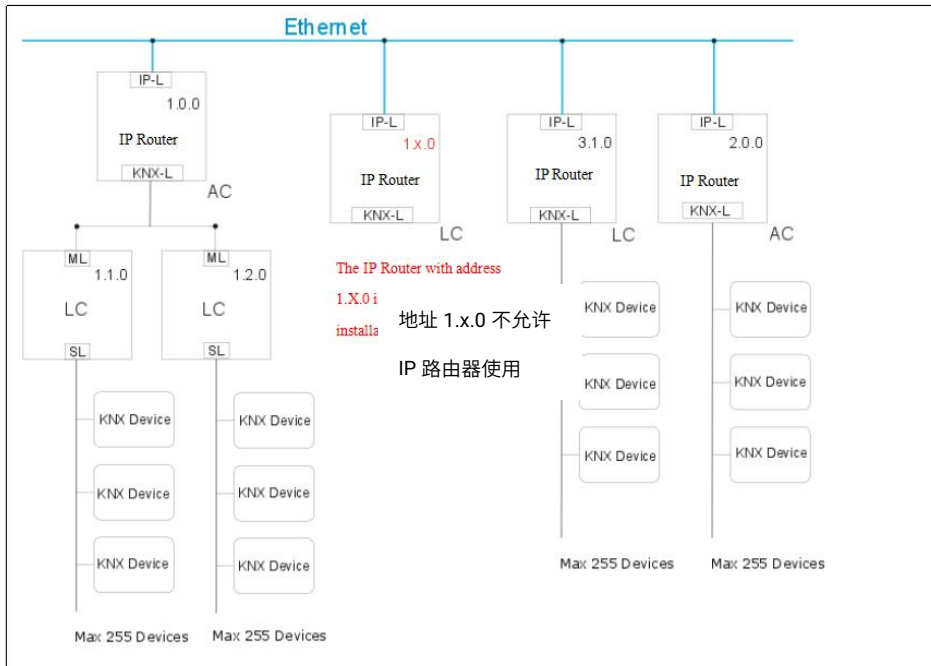 Ethernet
IP-L
1.0.0
IP Router
KNX-L
AC
IP-L
1.x.0
IP Router
KNX-L
LC
IP-L
3.1.0
IP Router
KNX-L
LC
IP-L
2.0.0
IP Router
KNX-L
AC
ML
1.1.0
LC
SL
ML
1.2.0
LC
SL
The IP Router with address
1.X.0 i
installa
地址 1.x.0 不允许
IP 路由器使用
KNX Device
KNX Device
KNX Device
Max 255 Devices
KNX Device
KNX Device
KNX Device
Max 255 Devices
KNX Device
KNX Device
KNX Device
Max 255 Devices
KNX Device
KNX Device
KNX Device
Max 255 Devices